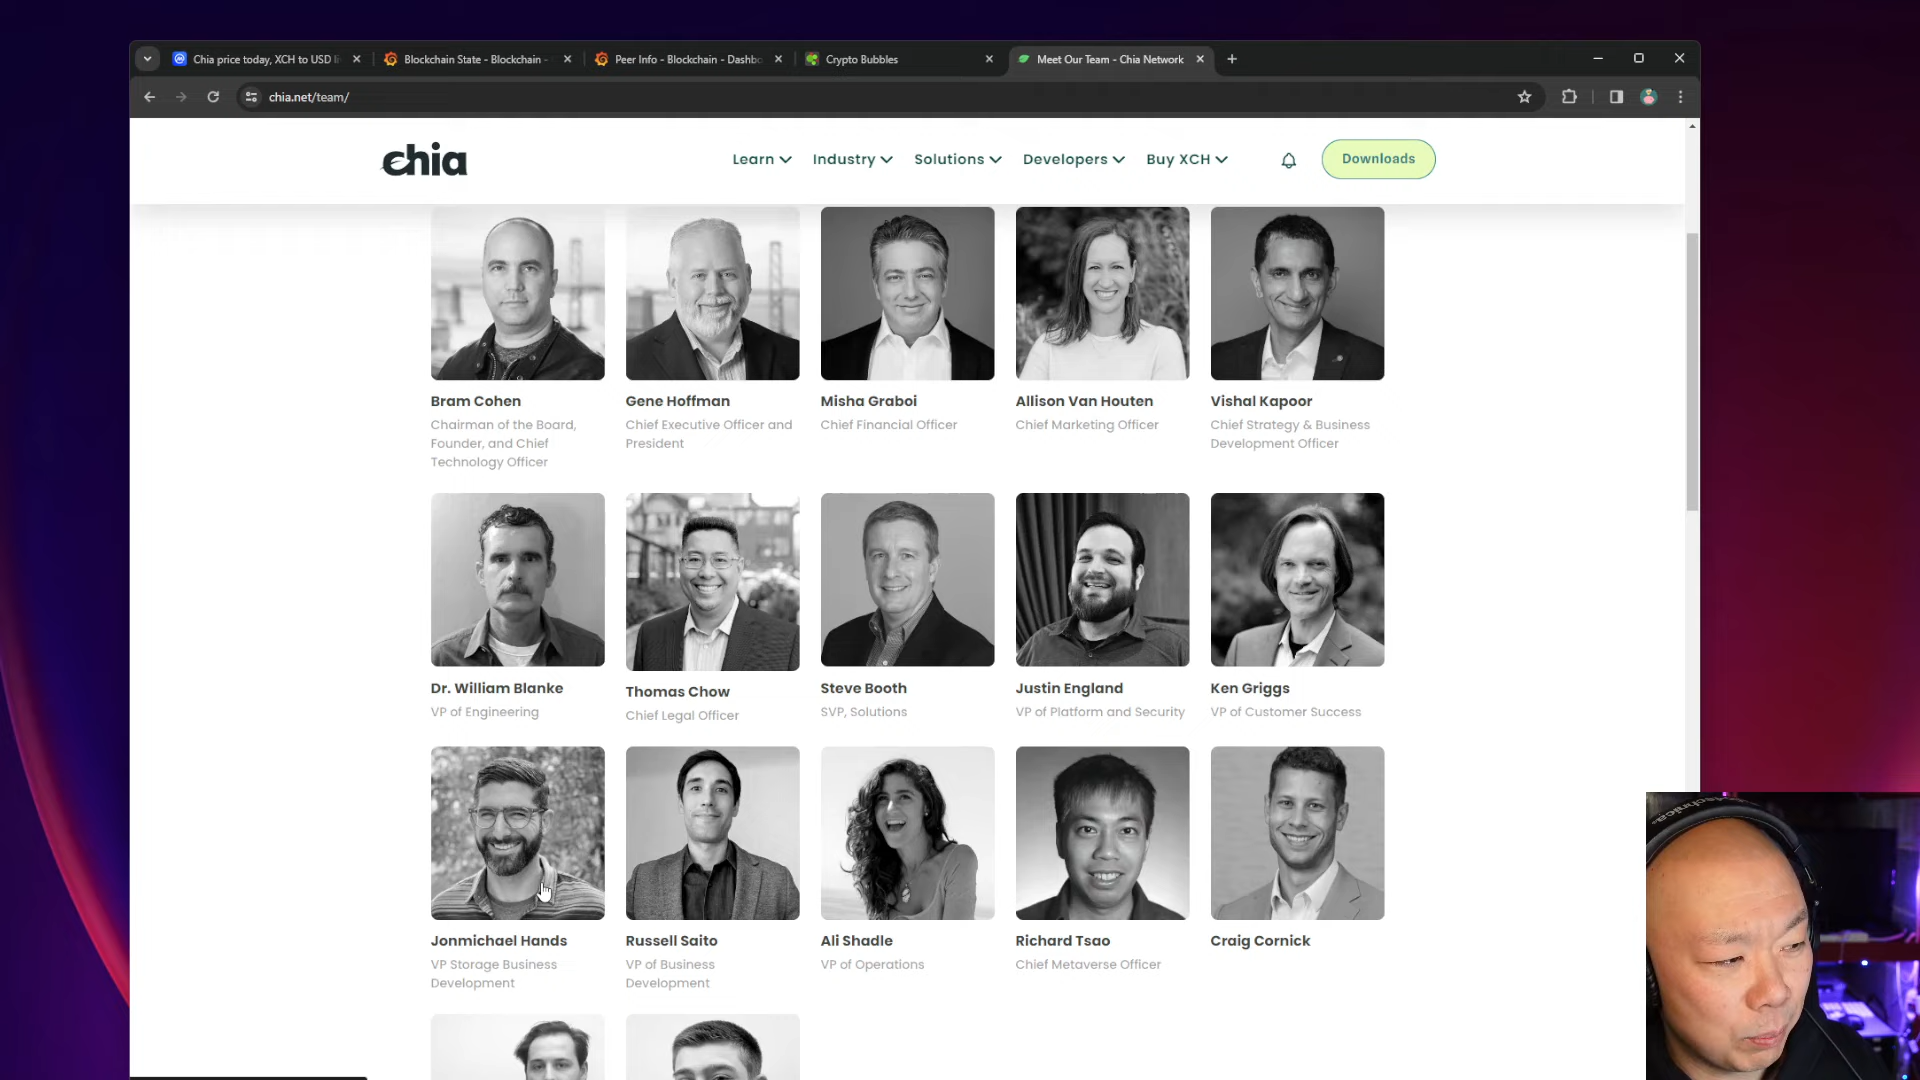 Chia price today, XCH to USD li
Blockchain State - Blockchain -
Peer Info - Blockchain - Dashbo
Crypto Bubbles
Meet Our Team - Chia Network
chia.net/team/
chia
Learn
Industry
Solutions
Developers
Buy XCH
Downloads
Bram Cohen
Chairman of the Board,
Founder, and Chief
Technology Officer
Gene Hoffman
Chief Executive Officer and
President
Misha Graboi
Chief Financial Officer
Allison Van Houten
Chief Marketing Officer
Vishal Kapoor
Chief Strategy & Business
Development Officer
Dr. William Blanke
VP of Engineering
Thomas Chow
Chief Legal Officer
Steve Booth
SVP, Solutions
Justin England
VP of Platform and Security
Ken Griggs
VP of Customer Success
Jonmichael Hands
VP Storage Business
Development
Russell Saito
VP of Business
Development
Ali Shadle
VP of Operations
Richard Tsao
Chief Metaverse Officer
Craig Cornick